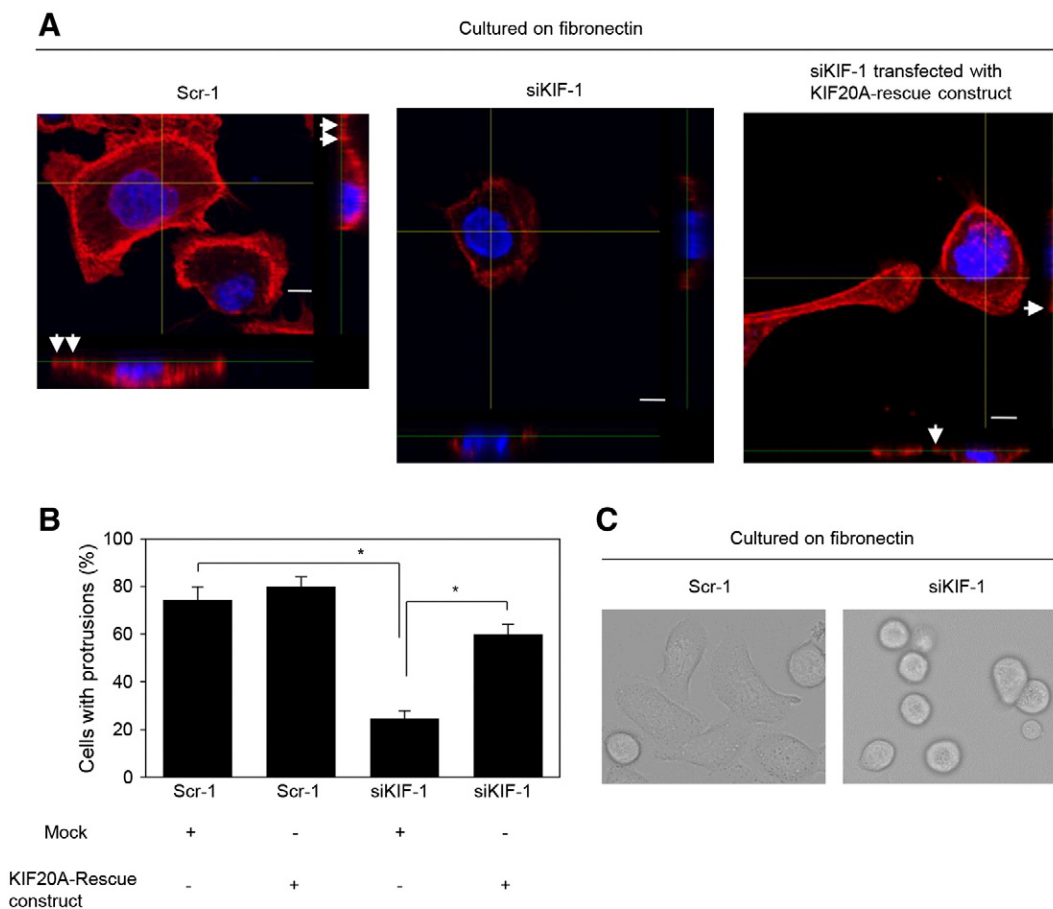 A
Cultured on fibronectin
Scr-1
siKIF-1
siKIF-1 transfected with
KIF20A-rescue construct
B
Cells with protrusions (%)
100
80
60
40
20
0
*
*
Scr-1 Scr-1 siKIF-1 siKIF-1
Mock + - + -
KIF20A-Rescue
construct - + - +
C
Cultured on fibronectin
Scr-1
siKIF-1